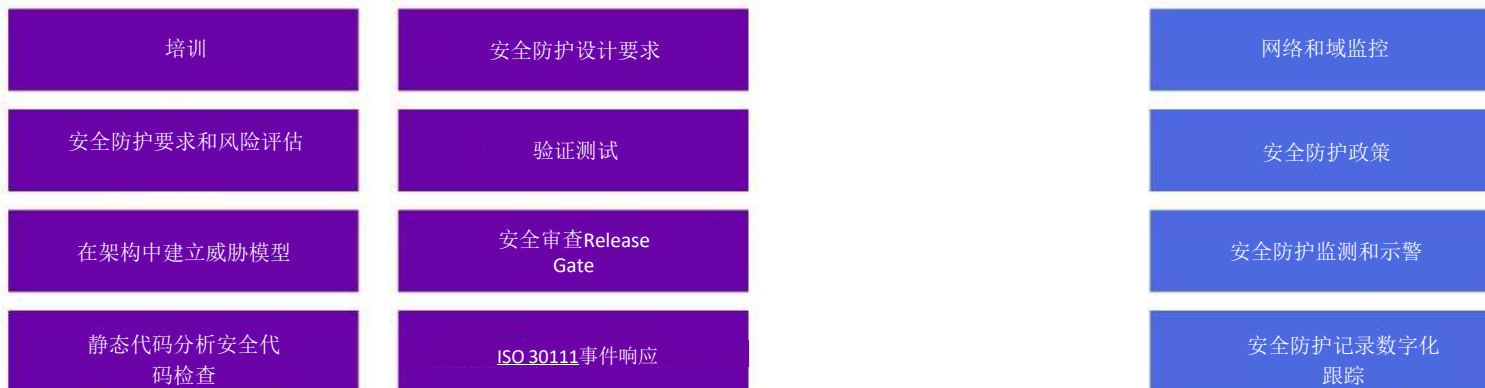 培训
安全防护设计要求
网络和域监控
安全防护要求和风险评估
验证测试
安全防护政策
在架构中建立威胁模型
安全审查Release
Gate
安全防护监测和示警
静态代码分析安全代
码检查
ISO 30111事件响应
安全防护记录数字化
跟踪